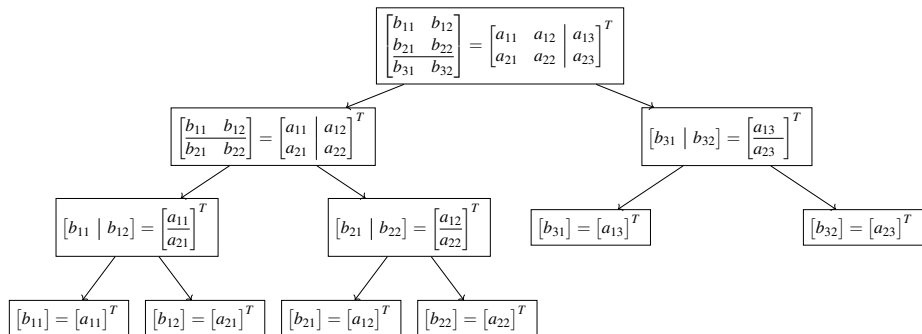 [b11 b12 / b21 b22 / b31 b32] = [a11 a12 | a13 / a21 a22 | a23]^T
[b11 b12 / b21 b22] = [a11 | a12 / a21 | a22]^T
[b31 | b32] = [a13 / a23]^T
[b11 | b12] = [a11 / a21]^T
[b21 | b22] = [a12 / a22]^T
[b31] = [a13]^T
[b32] = [a23]^T
[b11] = [a11]^T
[b12] = [a21]^T
[b21] = [a12]^T
[b22] = [a22]^T